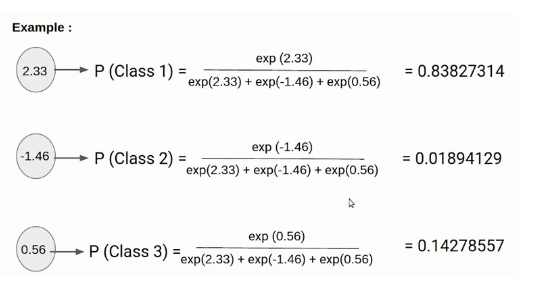 Example :
2.33 P (Class 1) = exp (2.33) / exp(2.33) + exp(-1.46) + exp(0.56) = 0.83827314
-1.46 P (Class 2) = exp (-1.46) / exp(2.33) + exp(-1.46) + exp(0.56) = 0.01894129
0.56 P (Class 3) = exp (0.56) / exp(2.33) + exp(-1.46) + exp(0.56) = 0.14278557